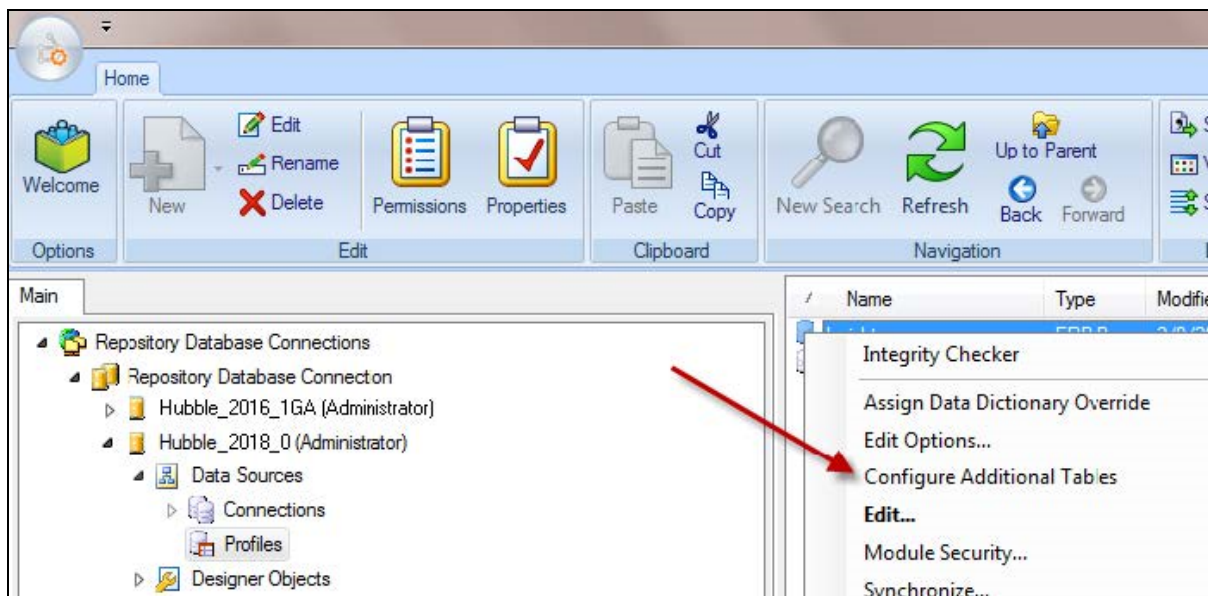 Home
Welcome
New
Edit
Rename
Delete
Permissions
Properties
Paste
Cut
Copy
New Search
Refresh
Up to Parent
Back
Forward
Options
Edit
Clipboard
Navigation
Main
Name
Type
Modifie
Repository Database Connections
Repository Database Connection
Hubble_2016_1GA (Administrator)
Hubble_2018_0 (Administrator)
Data Sources
Connections
Profiles
Designer Objects
Integrity Checker
Assign Data Dictionary Override
Edit Options...
Configure Additional Tables
Edit...
Module Security...
Synchronize...